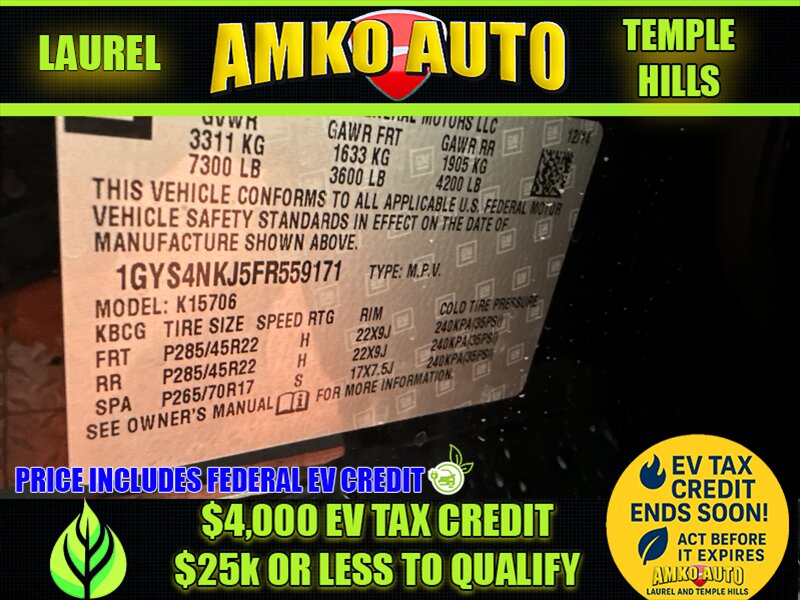 LAUREL
AMKO AUTO
TEMPLE
HILLS
GVWR
3311 KG
7300 LB
GAWR FRT
1633 KG
3600 LB
MOTORS LLC
GAWR RR
1905 KG
4200 LB
12/14
THIS VEHICLE CONFORMS TO ALL APPLICABLE U.S. FEDERAL MOTOR
VEHICLE SAFETY STANDARDS IN EFFECT ON THE DATE OF
MANUFACTURE SHOWN ABOVE.
1GYS4NKJ5FR559171 TYPE: M.P.V.
MODEL: K15706
KBCG TIRE SIZE SPEED RTG RIM COLD TIRE PRESSURE
FRT P285/45R22 H 22X9J 240KPA(35PSI)
RR P285/45R22 H 22X9J 240KPA(35PSI)
SPA P265/70R17 S 17X7.5J 240KPA(35PSI)
SEE OWNER'S MANUAL FOR MORE INFORMATION.
PRICE INCLUDES FEDERAL EV CREDIT
$4,000 EV TAX CREDIT
$25k OR LESS TO QUALIFY
EV TAX
CREDIT
ENDS SOON!
ACT BEFORE
IT EXPIRES
AMKO AUTO
LAUREL AND TEMPLE HILLS